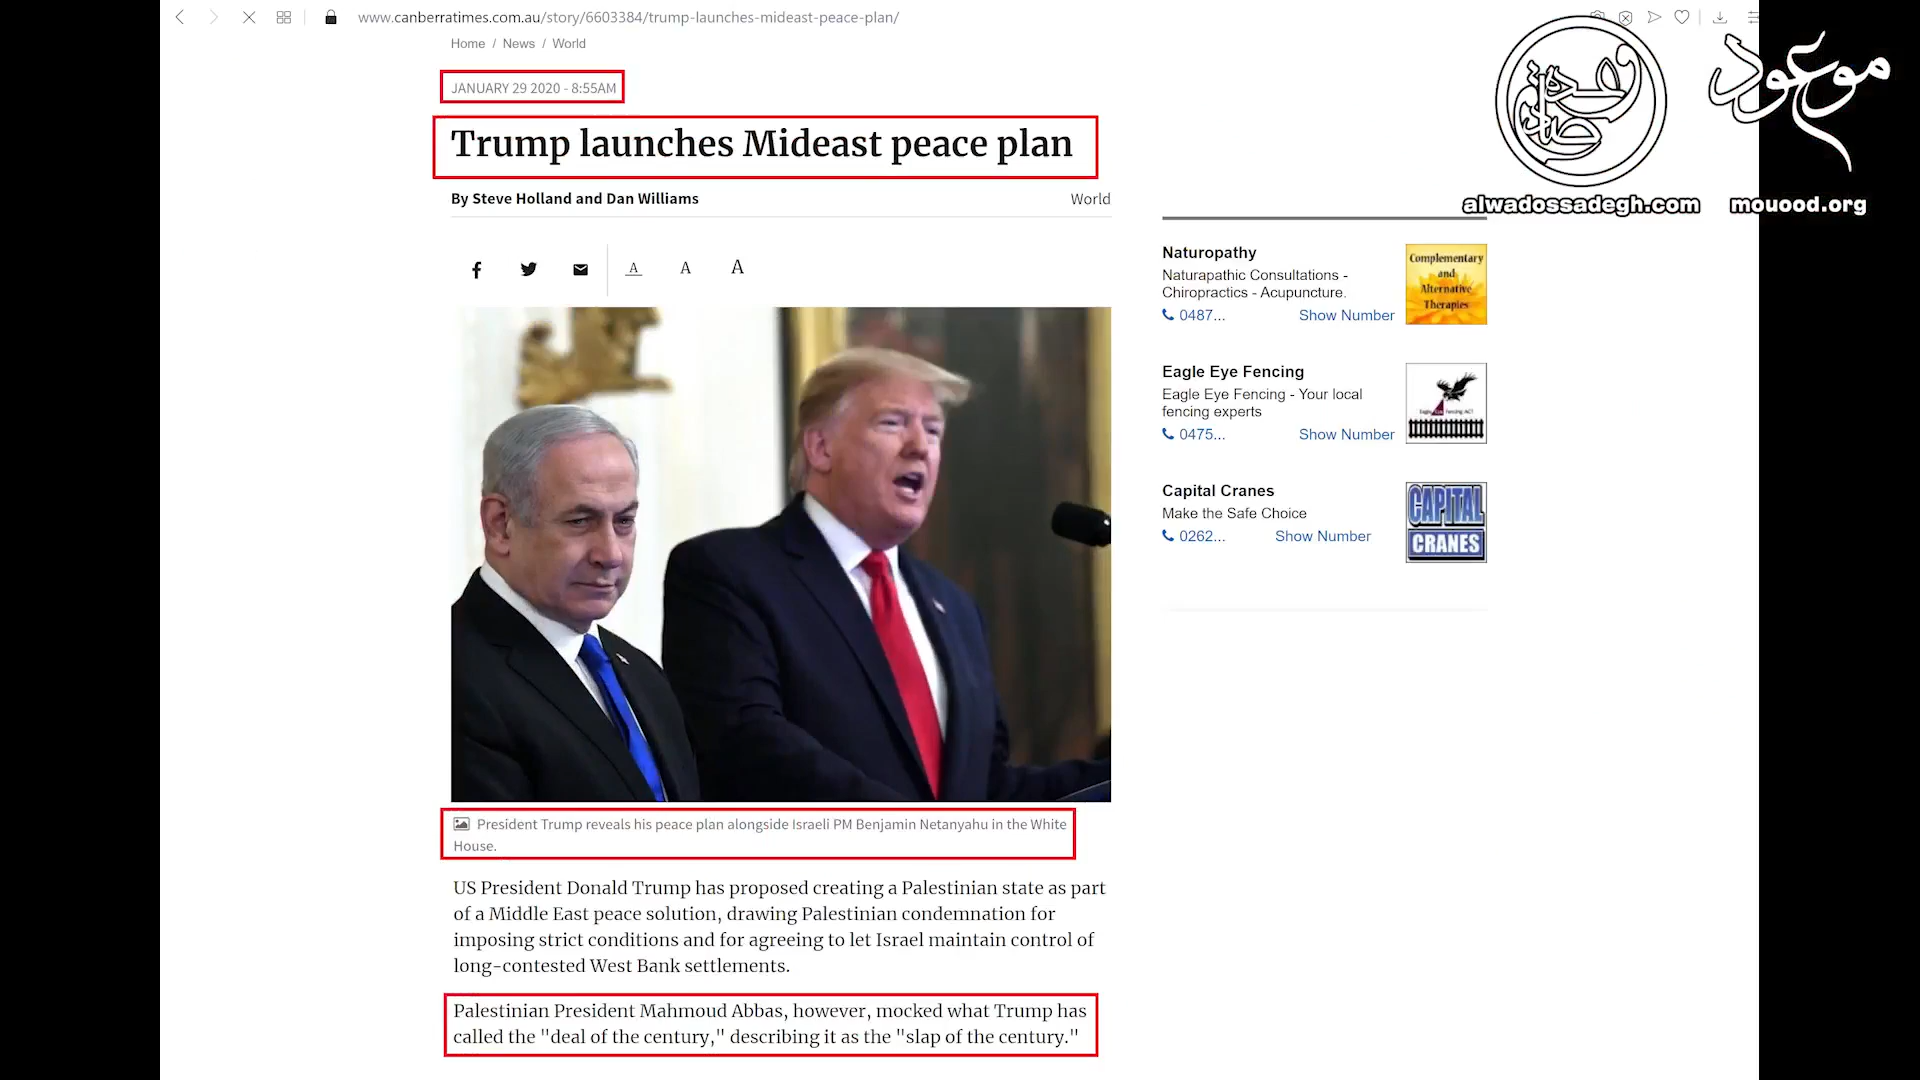 www.canberratimes.com.au/story/6603384/trump-launches-mideast-peace-plan/
Home / News / World
JANUARY 29 2020 - 8:55AM
Trump launches Mideast peace plan
By Steve Holland and Dan Williams
World
A A A
President Trump reveals his peace plan alongside Israeli PM Benjamin Netanyahu in the White
House.
US President Donald Trump has proposed creating a Palestinian state as part
of a Middle East peace solution, drawing Palestinian condemnation for
imposing strict conditions and for agreeing to let Israel maintain control of
long-contested West Bank settlements.
Palestinian President Mahmoud Abbas, however, mocked what Trump has
called the "deal of the century," describing it as the "slap of the century."
وعده صادق
موعود
alwadossadegh.com
mouood.org
Naturopathy
Naturapathic Consultations -
Chiropractics - Acupuncture.
0487...
Show Number
Complementary
and
Alternative
Therapies
Eagle Eye Fencing
Eagle Eye Fencing - Your local
fencing experts
0475...
Show Number
Eagle Eye Fencing ACT
Capital Cranes
Make the Safe Choice
0262...
Show Number
CAPITAL
CRANES